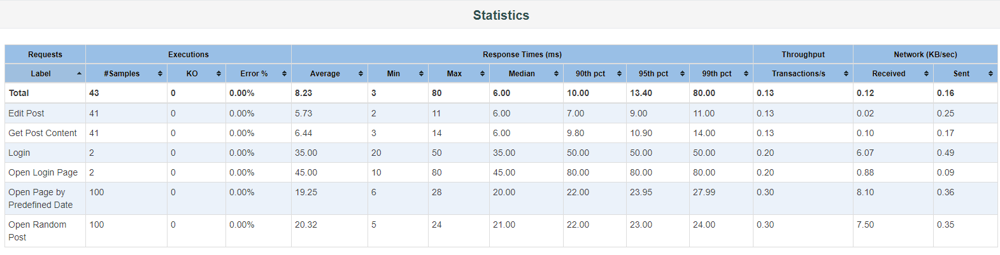 Statistics
Requests Executions Response Times (ms) Throughput Network (KB/sec)
Label #Samples KO Error % Average Min Max Median 90th pct 95th pct 99th pct Transactions/s Received Sent
Total 43 0 0.00% 8.23 3 80 6.00 10.00 13.40 80.00 0.13 0.12 0.16
Edit Post 41 0 0.00% 5.73 2 11 6.00 7.00 9.00 11.00 0.13 0.02 0.25
Get Post Content 41 0 0.00% 6.44 3 14 6.00 9.80 10.90 14.00 0.13 0.10 0.17
Login 2 0 0.00% 35.00 20 50 35.00 50.00 50.00 50.00 0.20 6.07 0.49
Open Login Page 2 0 0.00% 45.00 10 80 45.00 80.00 80.00 80.00 0.20 0.88 0.09
Open Page by 100 0 0.00% 19.25 6 28 20.00 22.00 23.95 27.99 0.30 8.10 0.36
Predefined Date
Open Random 100 0 0.00% 20.32 5 24 21.00 22.00 23.00 24.00 0.30 7.50 0.35
Post